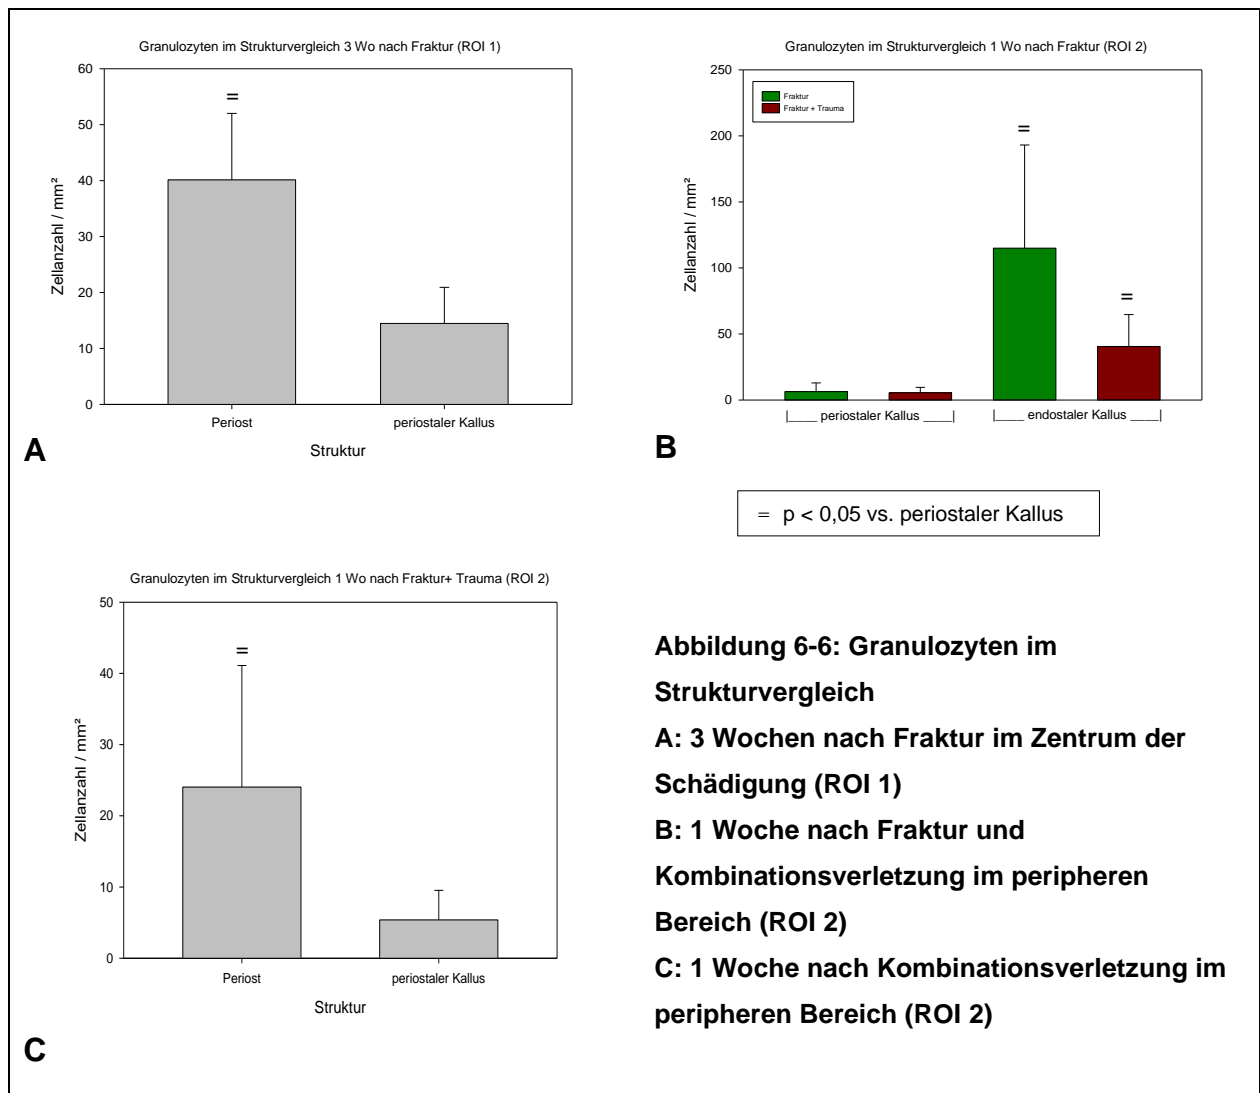 Granulozyten im Strukturvergleich 3 Wo nach Fraktur (ROI 1)
60
50
40
30
20
10
0
Zellanzahl / mm²
=
Periost
periostaler Kallus
Struktur
A
Granulozyten im Strukturvergleich 1 Wo nach Fraktur (ROI 2)
250
200
150
100
50
0
Zellanzahl / mm²
Fraktur
Fraktur + Trauma
=
=
|____ periostaler Kallus ____|
|____ endostaler Kallus ____|
B
= p < 0,05 vs. periostaler Kallus
Granulozyten im Strukturvergleich 1 Wo nach Fraktur+ Trauma (ROI 2)
50
40
30
20
10
0
Zellanzahl / mm²
=
Periost
periostaler Kallus
Struktur
C
Abbildung 6-6: Granulozyten im
Strukturvergleich
A: 3 Wochen nach Fraktur im Zentrum der
Schädigung (ROI 1)
B: 1 Woche nach Fraktur und
Kombinationsverletzung im peripheren
Bereich (ROI 2)
C: 1 Woche nach Kombinationsverletzung im
peripheren Bereich (ROI 2)